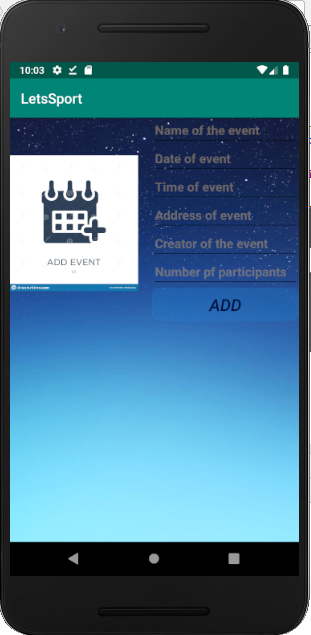 10:03
LetsSport
Name of the event
Date of event
Time of event
Address of event
Creator of the event
Number pf participants
ADD EVENT
ADD